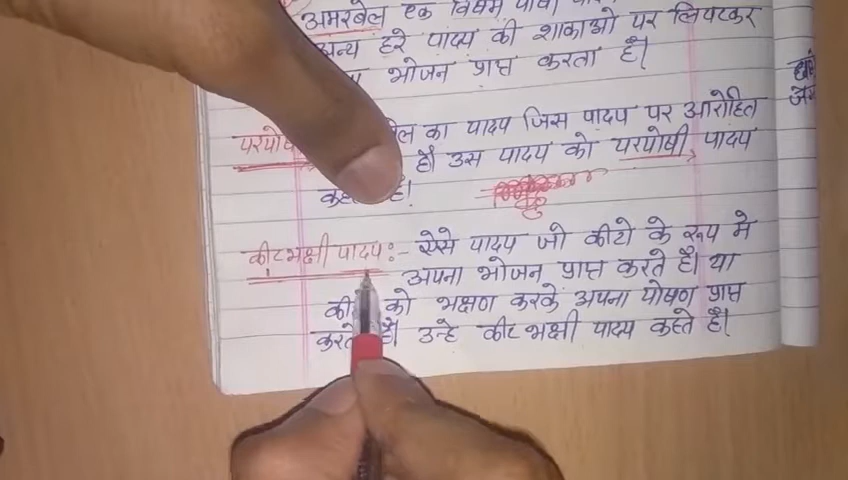 अमरबेल एक विषम पोषी
अन्य हरे पादप की शाकाओ पर लिपटकर
भोजन प्राप्त करता है।
परपोष बेल का पादप जिस पादप पर आरोहित
है उस पादप को परपोषी, पादप
कहते है।
कीटभक्षी पादप:- ऐसे पादप जो कीटो के रूप मे
अपना भोजन प्राप्त करते है। या
को भक्षण करके अपना पोषण प्राप्त
करते है। उन्हे कीटभक्षी पादप कहते है।